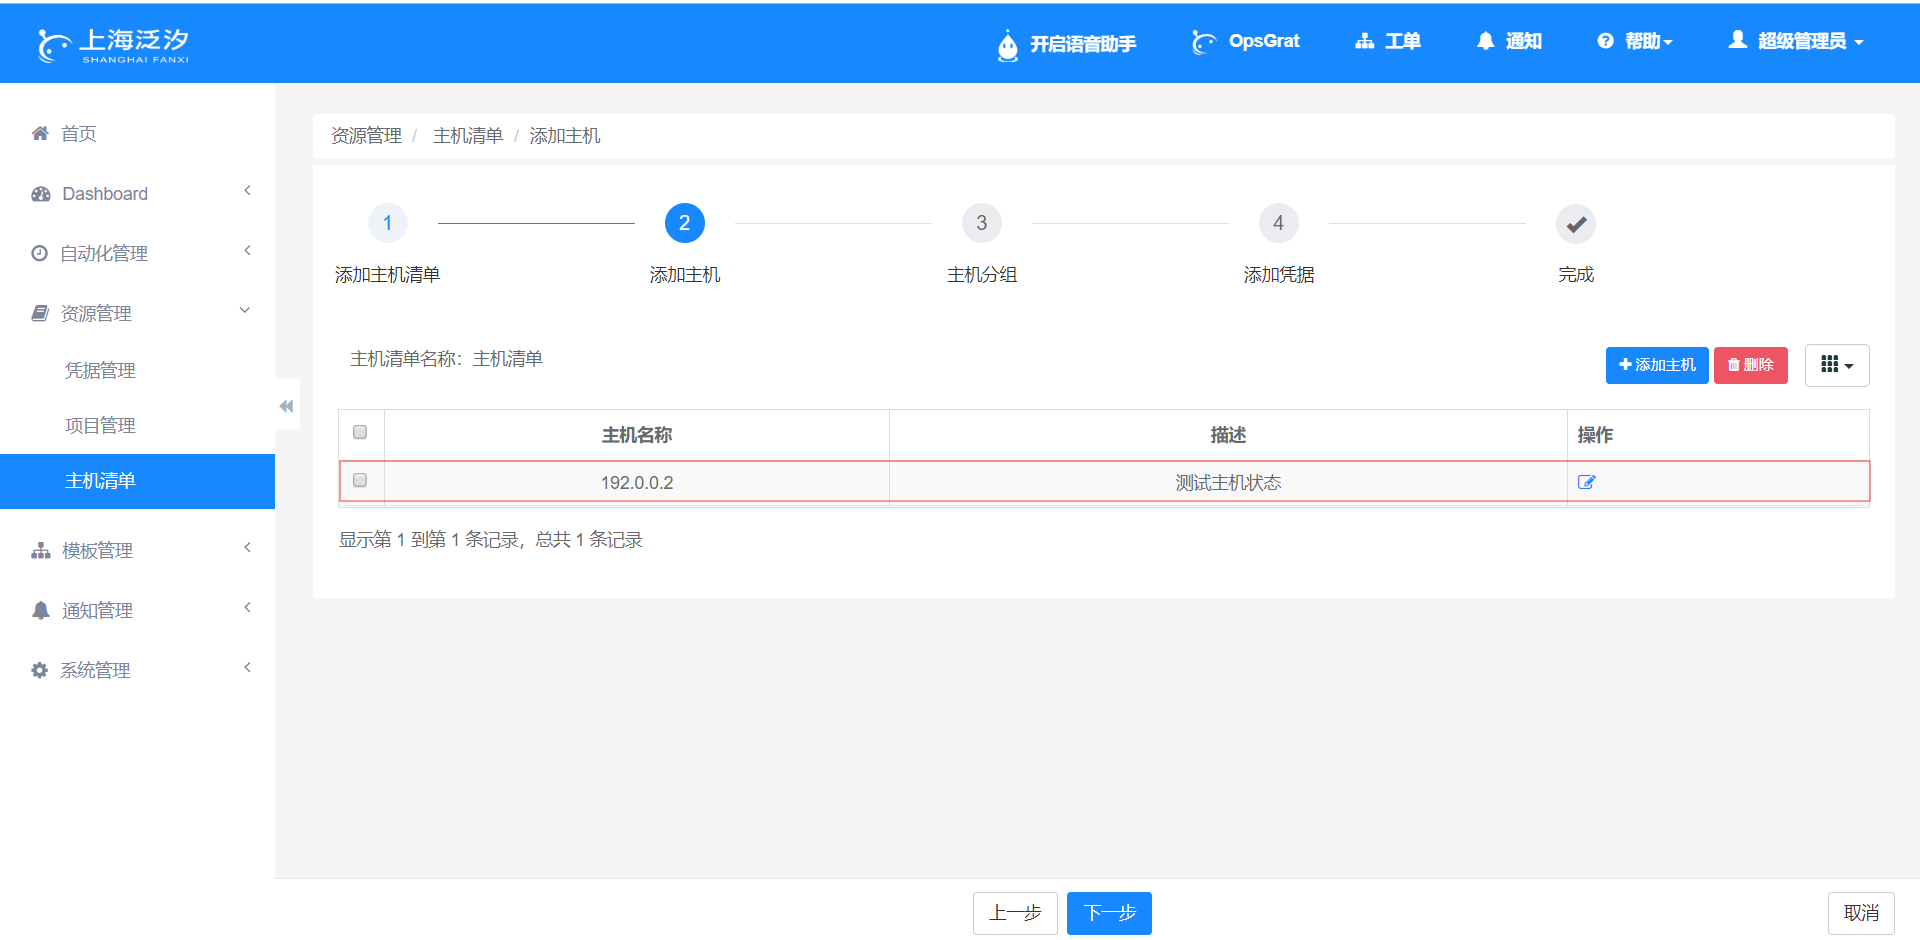 上海泛汐
SHANGHAI FANXI
开启语音助手
OpsGrat
工单
通知
帮助
超级管理员
首页
Dashboard
自动化管理
资源管理
凭据管理
项目管理
主机清单
模板管理
通知管理
系统管理
资源管理 / 主机清单 / 添加主机
1 2 3 4
添加主机清单 添加主机 主机分组 添加凭据 完成
主机清单名称：主机清单
添加主机 删除
主机名称 描述 操作
192.0.0.2 测试主机状态
显示第 1 到第 1 条记录，总共 1 条记录
上一步 下一步 取消